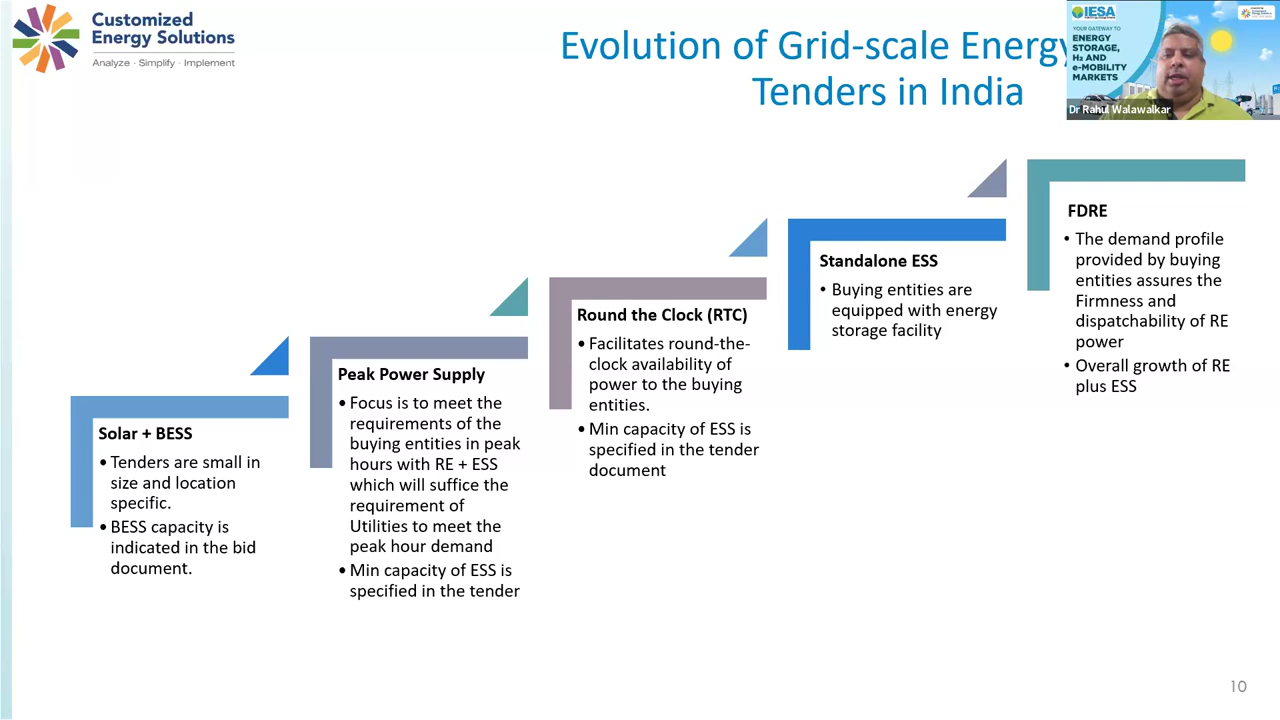 Customized
Energy Solutions
Analyze · Simplify · Implement
Evolution of Grid-scale Energy
Tenders in India
IESA
YOUR GATEWAY TO
ENERGY
STORAGE,
H₂ AND
e-MOBILITY
MARKETS
Dr Rahul Walawalkar
Solar + BESS
• Tenders are small in
size and location
specific.
• BESS capacity is
indicated in the bid
document.
Peak Power Supply
• Focus is to meet the
requirements of the
buying entities in peak
hours with RE + ESS
which will suffice the
requirement of
Utilities to meet the
peak hour demand
• Min capacity of ESS is
specified in the tender
Round the Clock (RTC)
• Facilitates round-the-
clock availability of
power to the buying
entities.
• Min capacity of ESS is
specified in the tender
document
Standalone ESS
• Buying entities are
equipped with energy
storage facility
FDRE
• The demand profile
provided by buying
entities assures the
Firmness and
dispatchability of RE
power
• Overall growth of RE
plus ESS
10